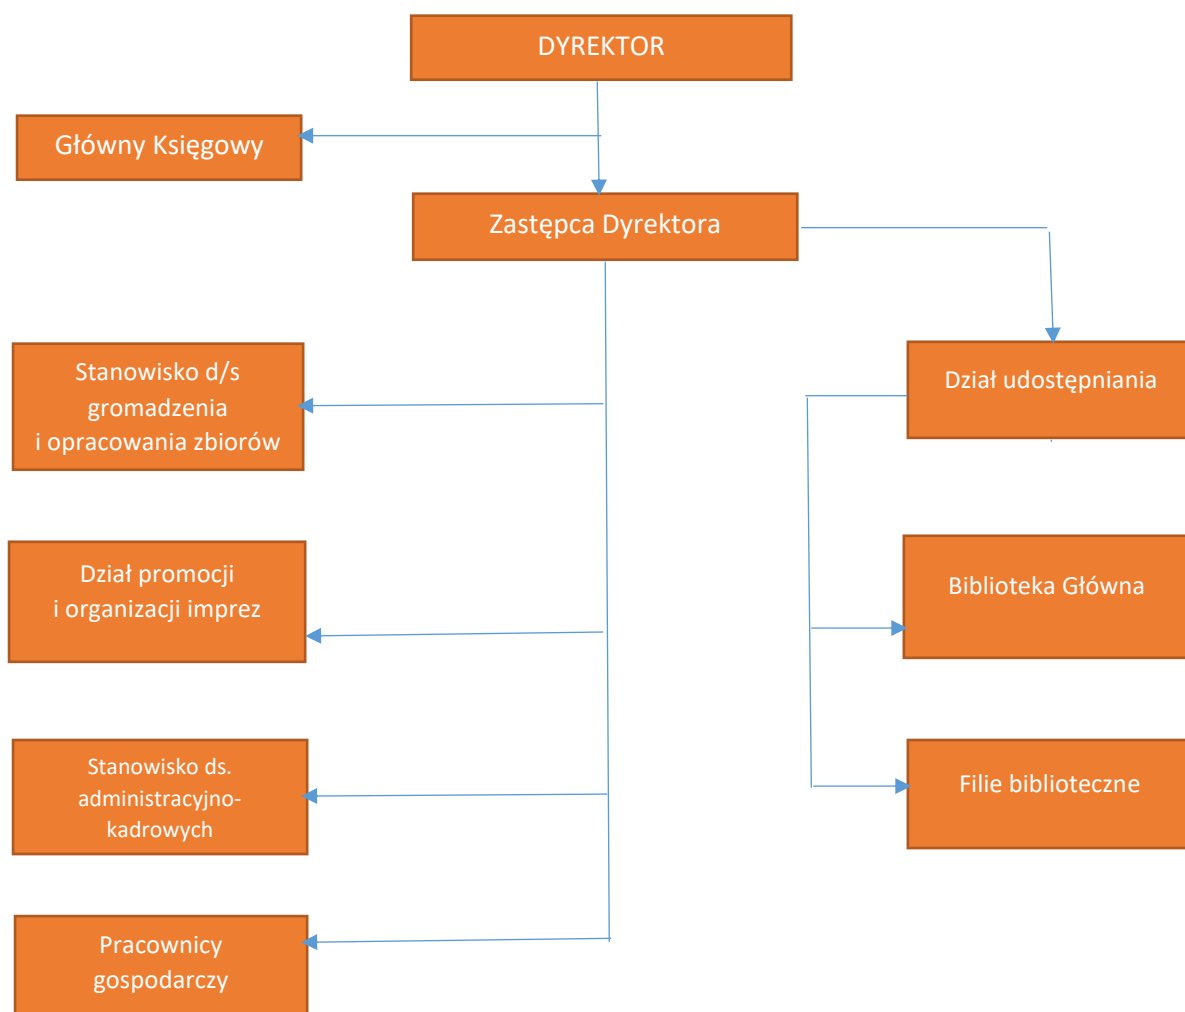 DYREKTOR
Główny Księgowy
Zastępca Dyrektora
Stanowisko d/s
gromadzenia
i opracowania zbiorów
Dział udostępniania
Dział promocji
i organizacji imprez
Biblioteka Główna
Stanowisko ds.
administracyjno-
kadrowych
Filie biblioteczne
Pracownicy
gospodarczy